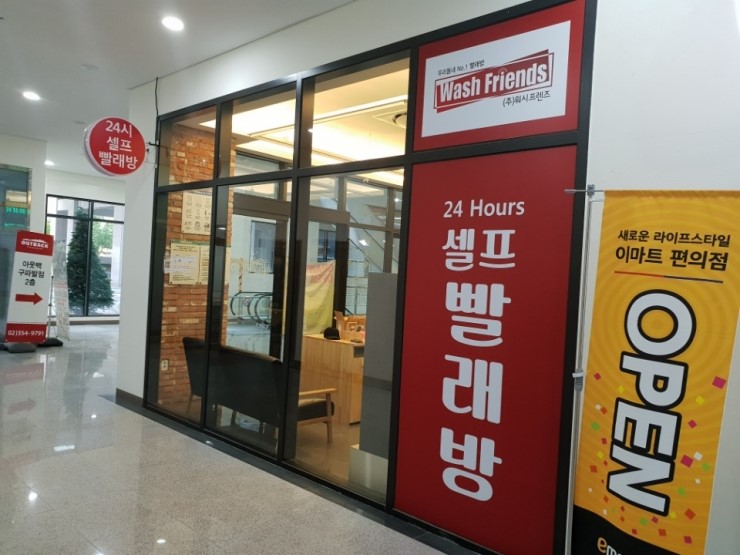 24시
셀프
빨래방
OUTBACK
아웃백
구파발점
2층
02)354-9791
우리동네 No.1 빨래방
Wash Friends
(주)워시프렌즈
24 Hours
셀프
빨래방
새로운 라이프스타일
이마트 편의점
OPEN